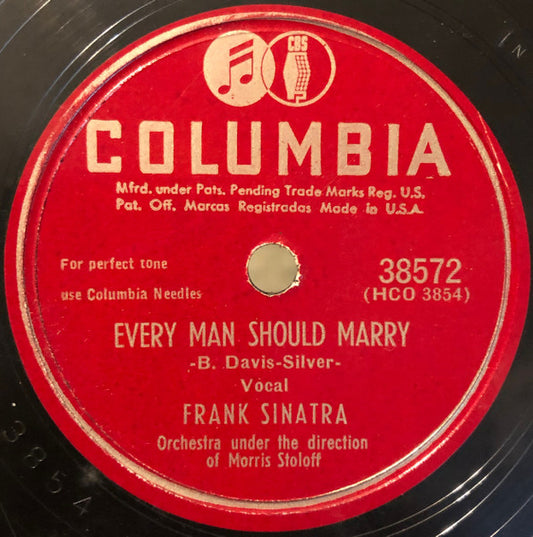 CBS
COLUMBIA
Mfrd. under Pats. Pending Trade Marks Reg. U.S.
Pat. Off. Marcas Registradas Made in U.S.A.
For perfect tone
use Columbia Needles
38572
(HCO 3854)
EVERY MAN SHOULD MARRY
-B. Davis-Silver-
Vocal
FRANK SINATRA
Orchestra under the direction
of Morris Stoloff
3854
IN